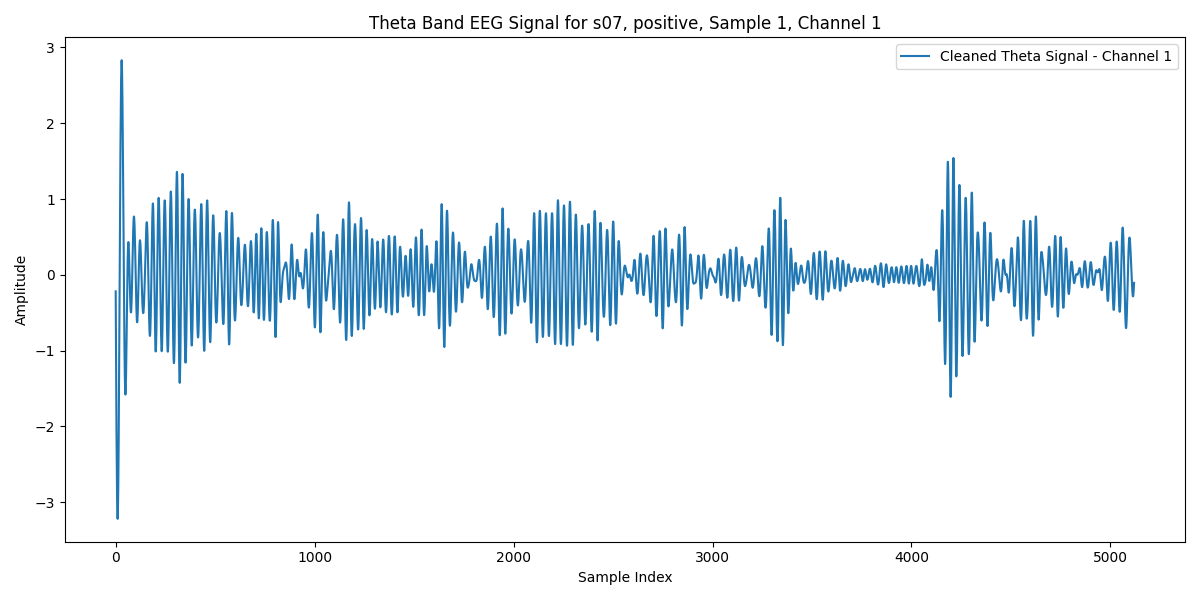 Theta Band EEG Signal for s07, positive, Sample 1, Channel 1
Cleaned Theta Signal - Channel 1
Amplitude
3
2
1
0
−1
−2
−3
0 1000 2000 3000 4000 5000
Sample Index